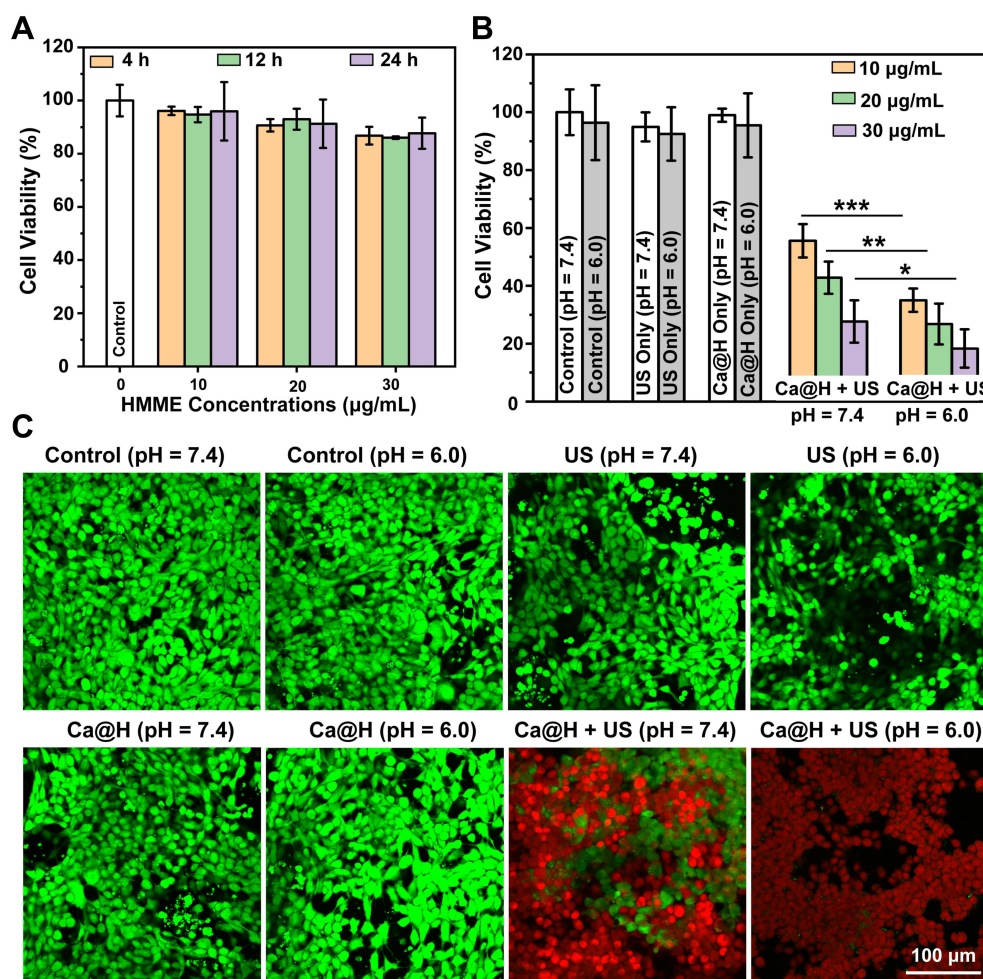 A
120
100
80
60
40
20
0
Cell Viability (%)
4 h
12 h
24 h
Control
0
10
20
30
HMME Concentrations (µg/mL)
B
120
100
80
60
40
20
0
Cell Viability (%)
10 µg/mL
20 µg/mL
30 µg/mL
Control (pH = 7.4)
Control (pH = 6.0)
US Only (pH = 7.4)
US Only (pH = 6.0)
Ca@H Only (pH = 7.4)
Ca@H Only (pH = 6.0)
***
**
*
Ca@H + US
pH = 7.4
Ca@H + US
pH = 6.0
C
Control (pH = 7.4)
Control (pH = 6.0)
US (pH = 7.4)
US (pH = 6.0)
Ca@H (pH = 7.4)
Ca@H (pH = 6.0)
Ca@H + US (pH = 7.4)
Ca@H + US (pH = 6.0)
100 µm